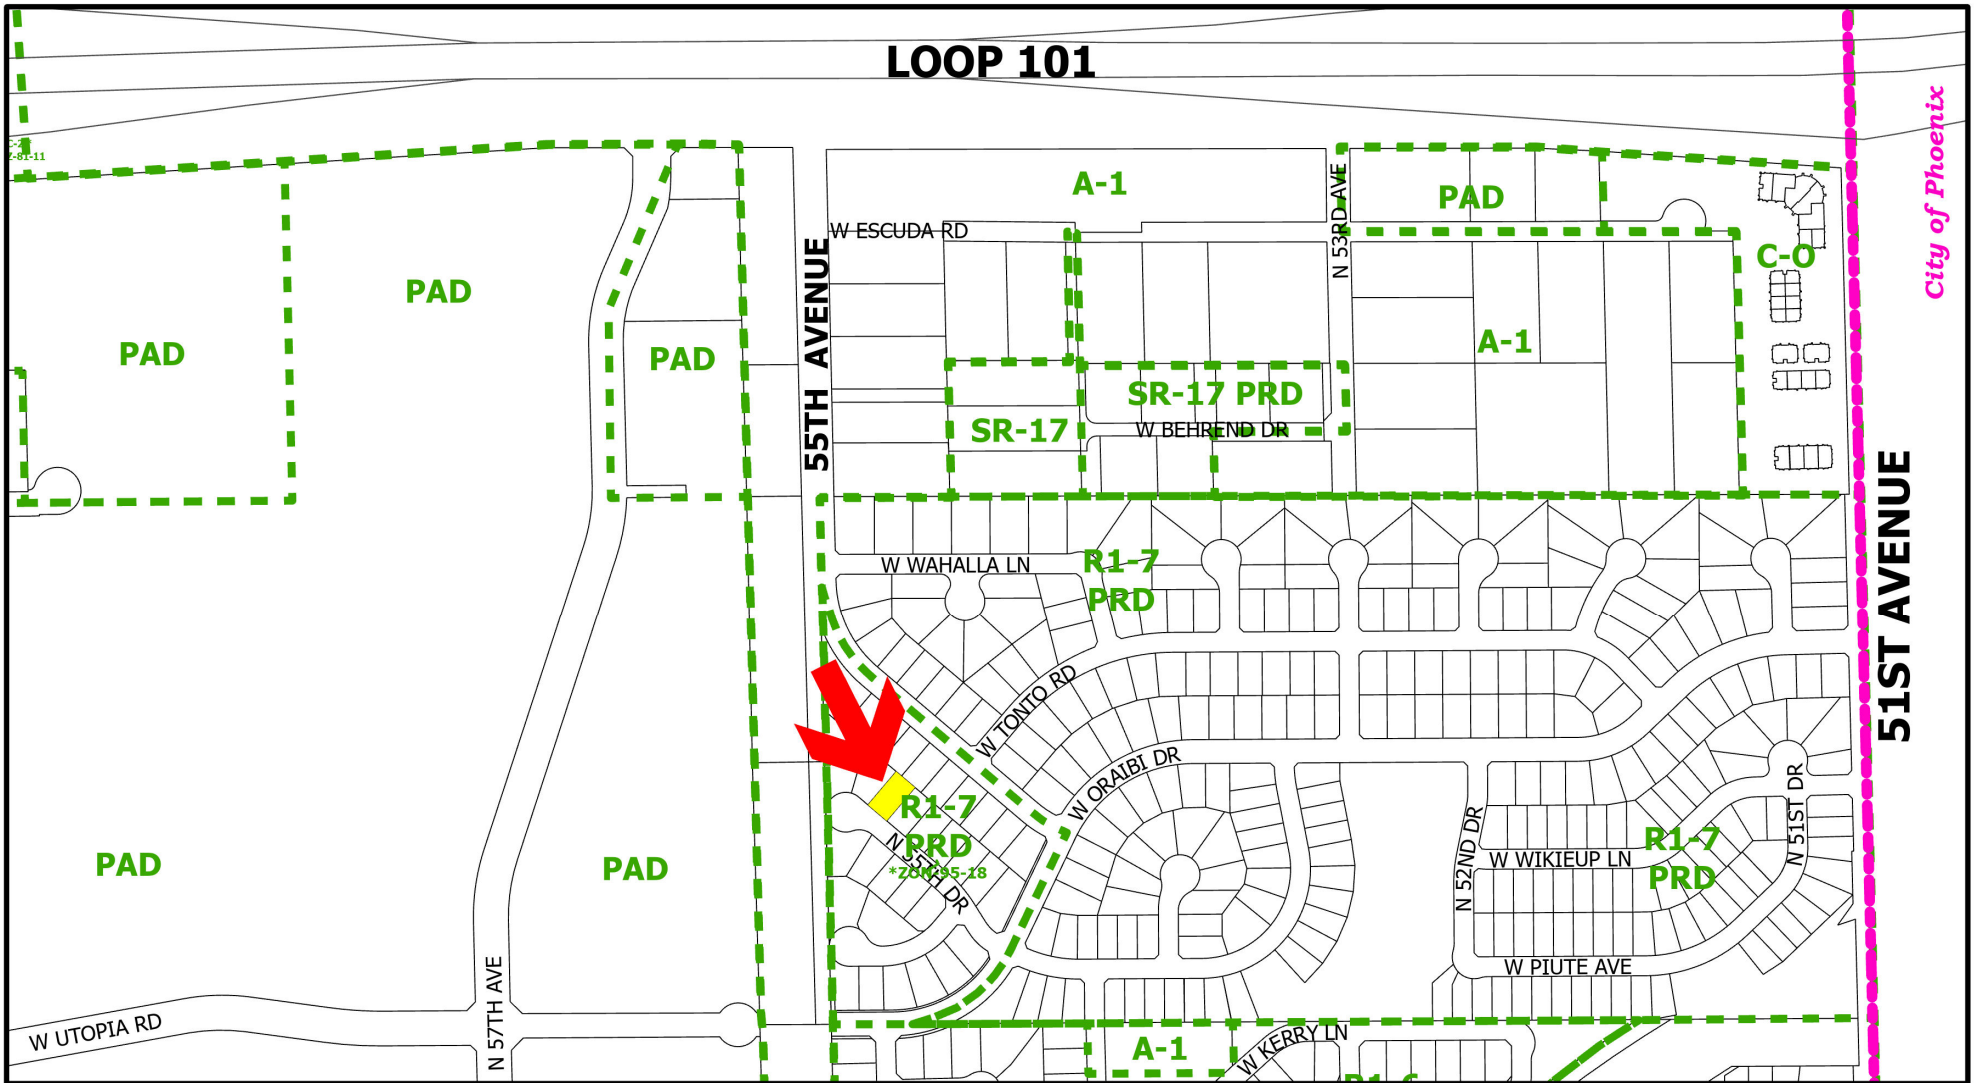 LOOP 101
City of Phoenix
Z-81-11
A-1
PAD
N 53RD AVE
W ESCUDA RD
55TH AVENUE
C-O
PAD
PAD
PAD
A-1
SR-17 PRD
SR-17
W BEHREND DR
51ST AVENUE
W WAHALLA LN
R1-7
PRD
W TONTO RD
W ORAIBI DR
R1-7
PRD
*ZON95-18
N 55TH DR
N 52ND DR
N 51ST DR
R1-7
PRD
W WIKIEUP LN
PAD
PAD
W PIUTE AVE
N 57TH AVE
W UTOPIA RD
W KERRY LN
A-1